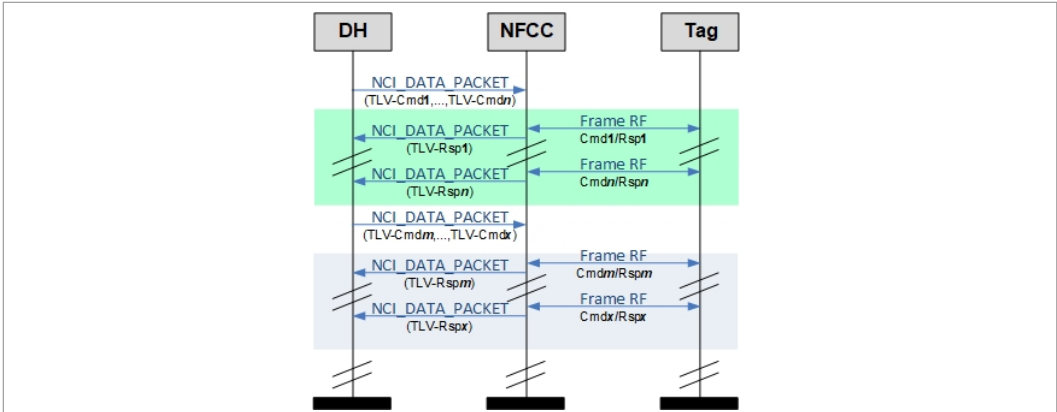 DH NFCC Tag
NCI_DATA_PACKET
(TLV-Cmd1,...,TLV-Cmdn)
NCI_DATA_PACKET Frame RF
(TLV-Rsp1) Cmd1/Rsp1
NCI_DATA_PACKET Frame RF
(TLV-Rspn) Cmdn/Rspn
NCI_DATA_PACKET
(TLV-Cmdm,...,TLV-Cmdx)
NCI_DATA_PACKET Frame RF
(TLV-Rspm) Cmdm/Rspm
NCI_DATA_PACKET Frame RF
(TLV-Rspx) Cmdx/Rspx